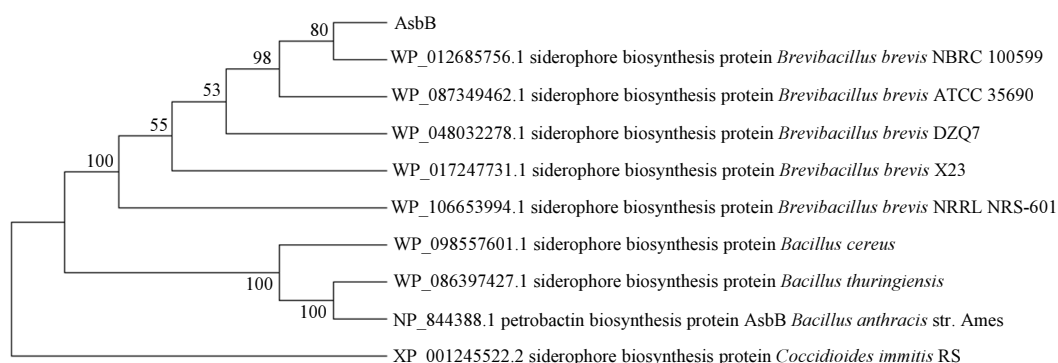 AsbB
80
WP_012685756.1 siderophore biosynthesis protein Brevibacillus brevis NBRC 100599
98
WP_087349462.1 siderophore biosynthesis protein Brevibacillus brevis ATCC 35690
53
WP_048032278.1 siderophore biosynthesis protein Brevibacillus brevis DZQ7
55
WP_017247731.1 siderophore biosynthesis protein Brevibacillus brevis X23
100
WP_106653994.1 siderophore biosynthesis protein Brevibacillus brevis NRRL NRS-601
WP_098557601.1 siderophore biosynthesis protein Bacillus cereus
100
WP_086397427.1 siderophore biosynthesis protein Bacillus thuringiensis
100
NP_844388.1 petrobactin biosynthesis protein AsbB Bacillus anthracis str. Ames
XP_001245522.2 siderophore biosynthesis protein Coccidioides immitis RS